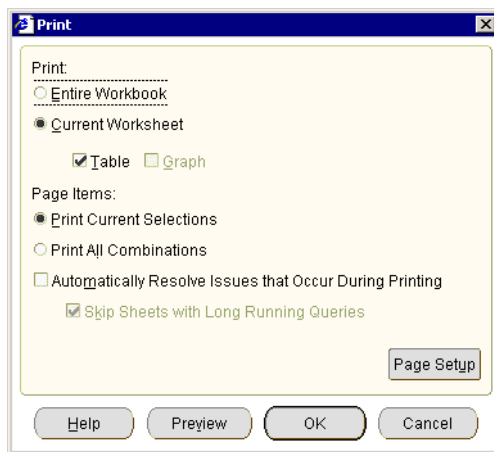 Print
Print:
Entire Workbook
Current Worksheet
Table Graph
Page Items:
Print Current Selections
Print All Combinations
Automatically Resolve Issues that Occur During Printing
Skip Sheets with Long Running Queries
Page Setup
Help Preview OK Cancel